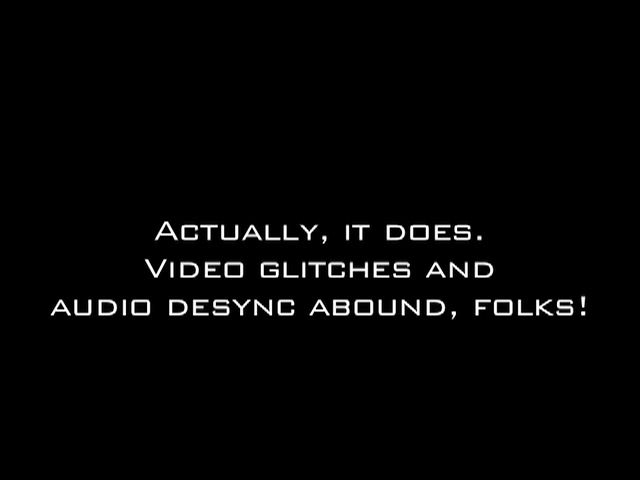 Actually, it does.
Video glitches and
audio desync abound, folks!